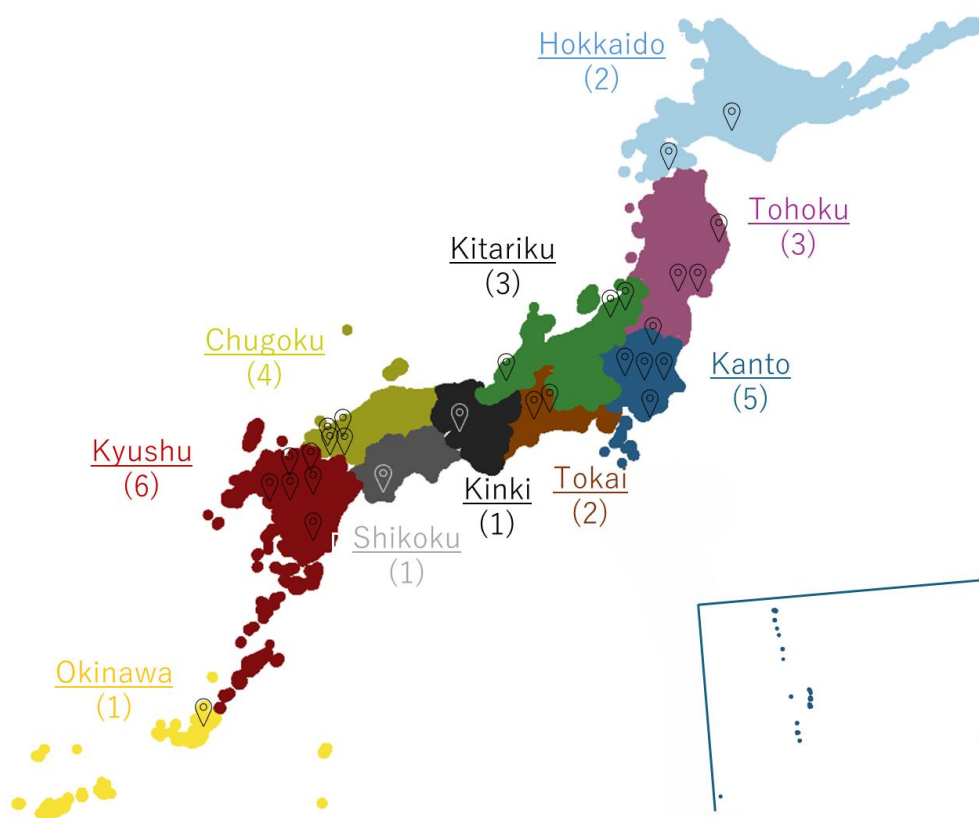 Hokkaido
(2)
Tohoku
(3)
Kitariku
(3)
Chugoku
(4)
Kanto
(5)
Kyushu
(6)
Kinki
(1)
Tokai
(2)
Shikoku
(1)
Okinawa
(1)